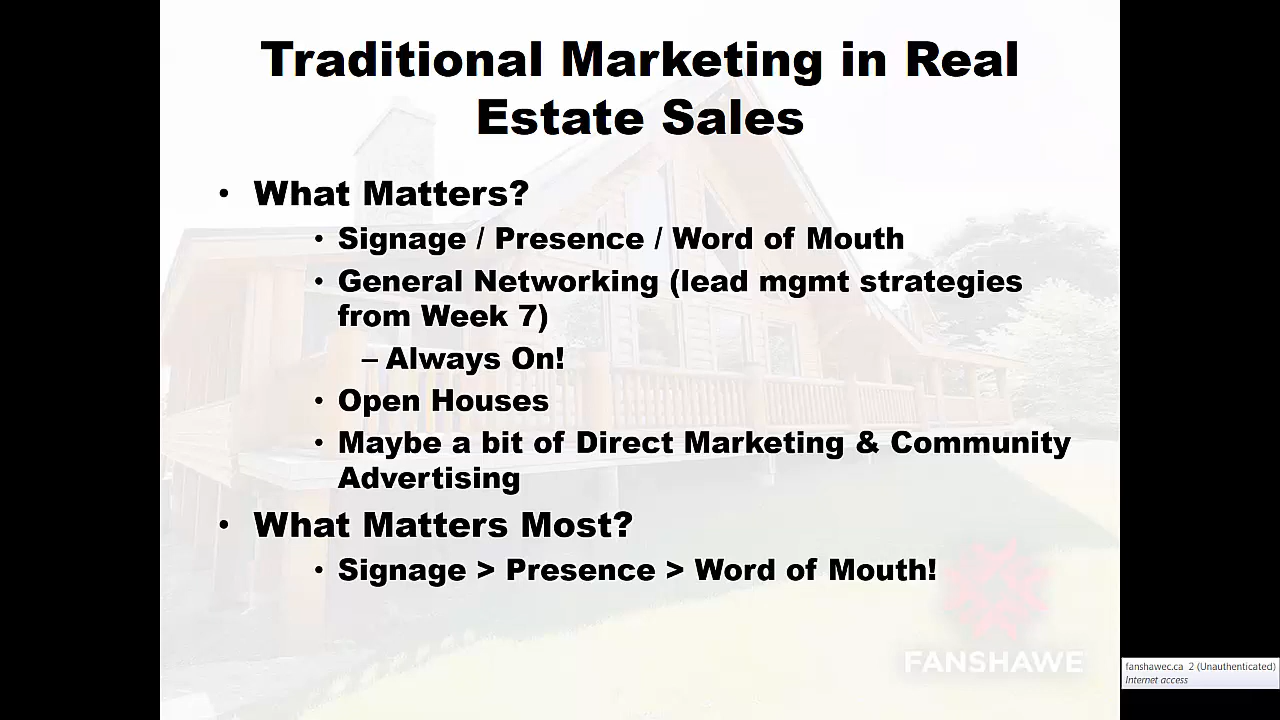 Traditional Marketing in Real
Estate Sales
• What Matters?
• Signage / Presence / Word of Mouth
• General Networking (lead mgmt strategies
from Week 7)
– Always On!
• Open Houses
• Maybe a bit of Direct Marketing & Community
Advertising
• What Matters Most?
• Signage > Presence > Word of Mouth!
FANSHAWE
fanshawec.ca 2 (Unauthenticated)
Internet access